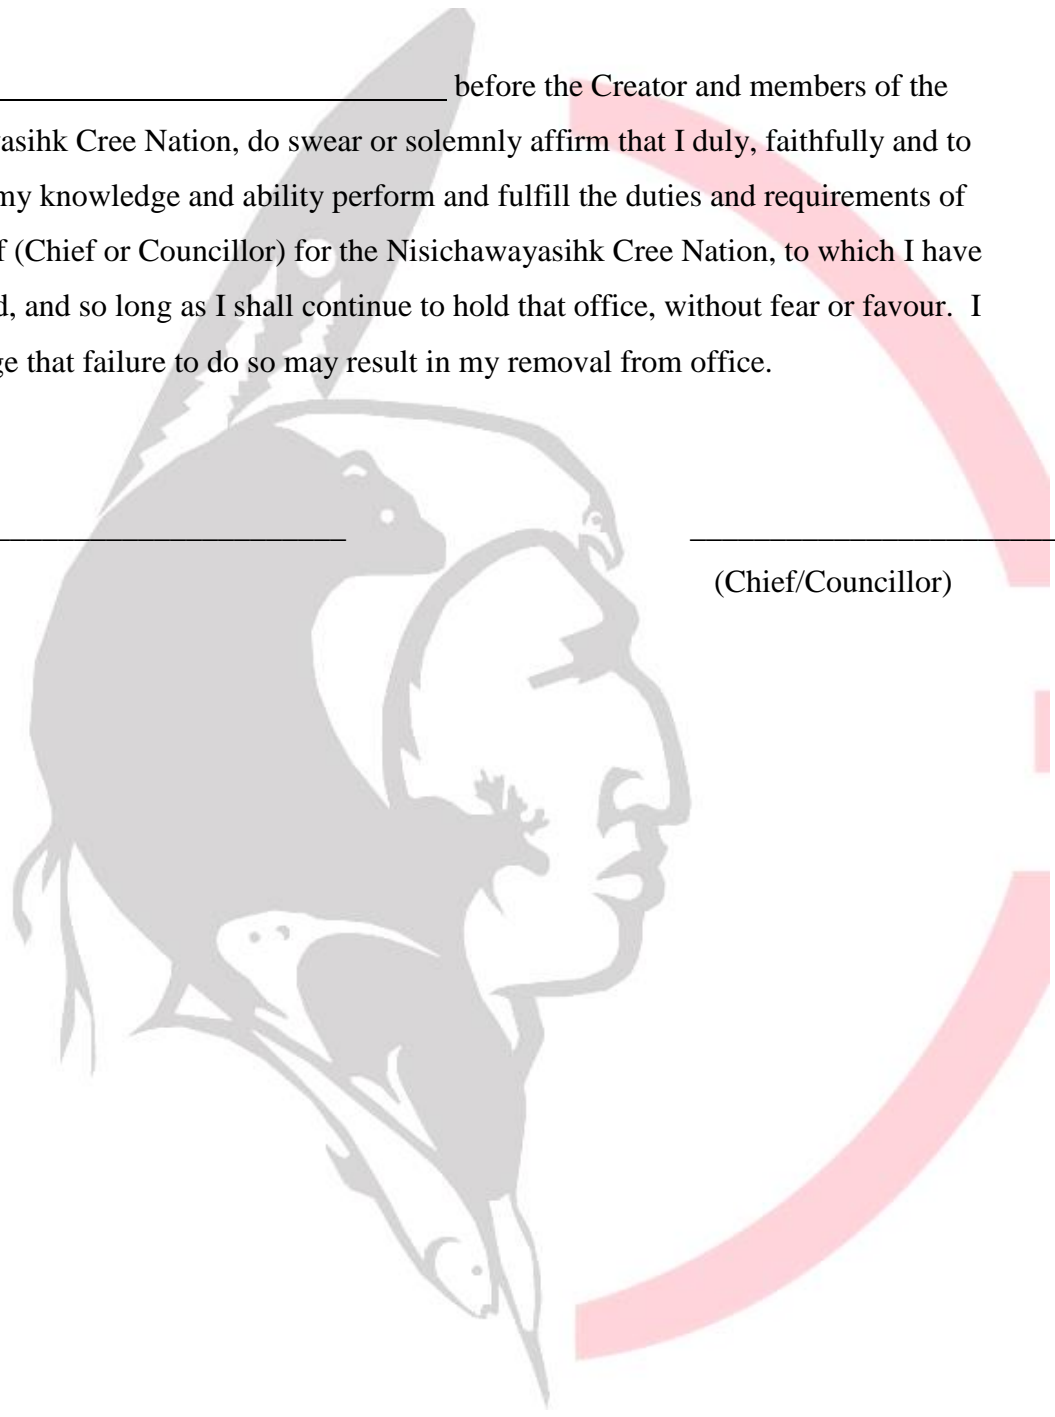 before the Creator and members of the
yasihk Cree Nation, do swear or solemnly affirm that I duly, faithfully and to
my knowledge and ability perform and fulfill the duties and requirements of
f (Chief or Councillor) for the Nisichawayasihk Cree Nation, to which I have
d, and so long as I shall continue to hold that office, without fear or favour. I
ge that failure to do so may result in my removal from office.
(Chief/Councillor)